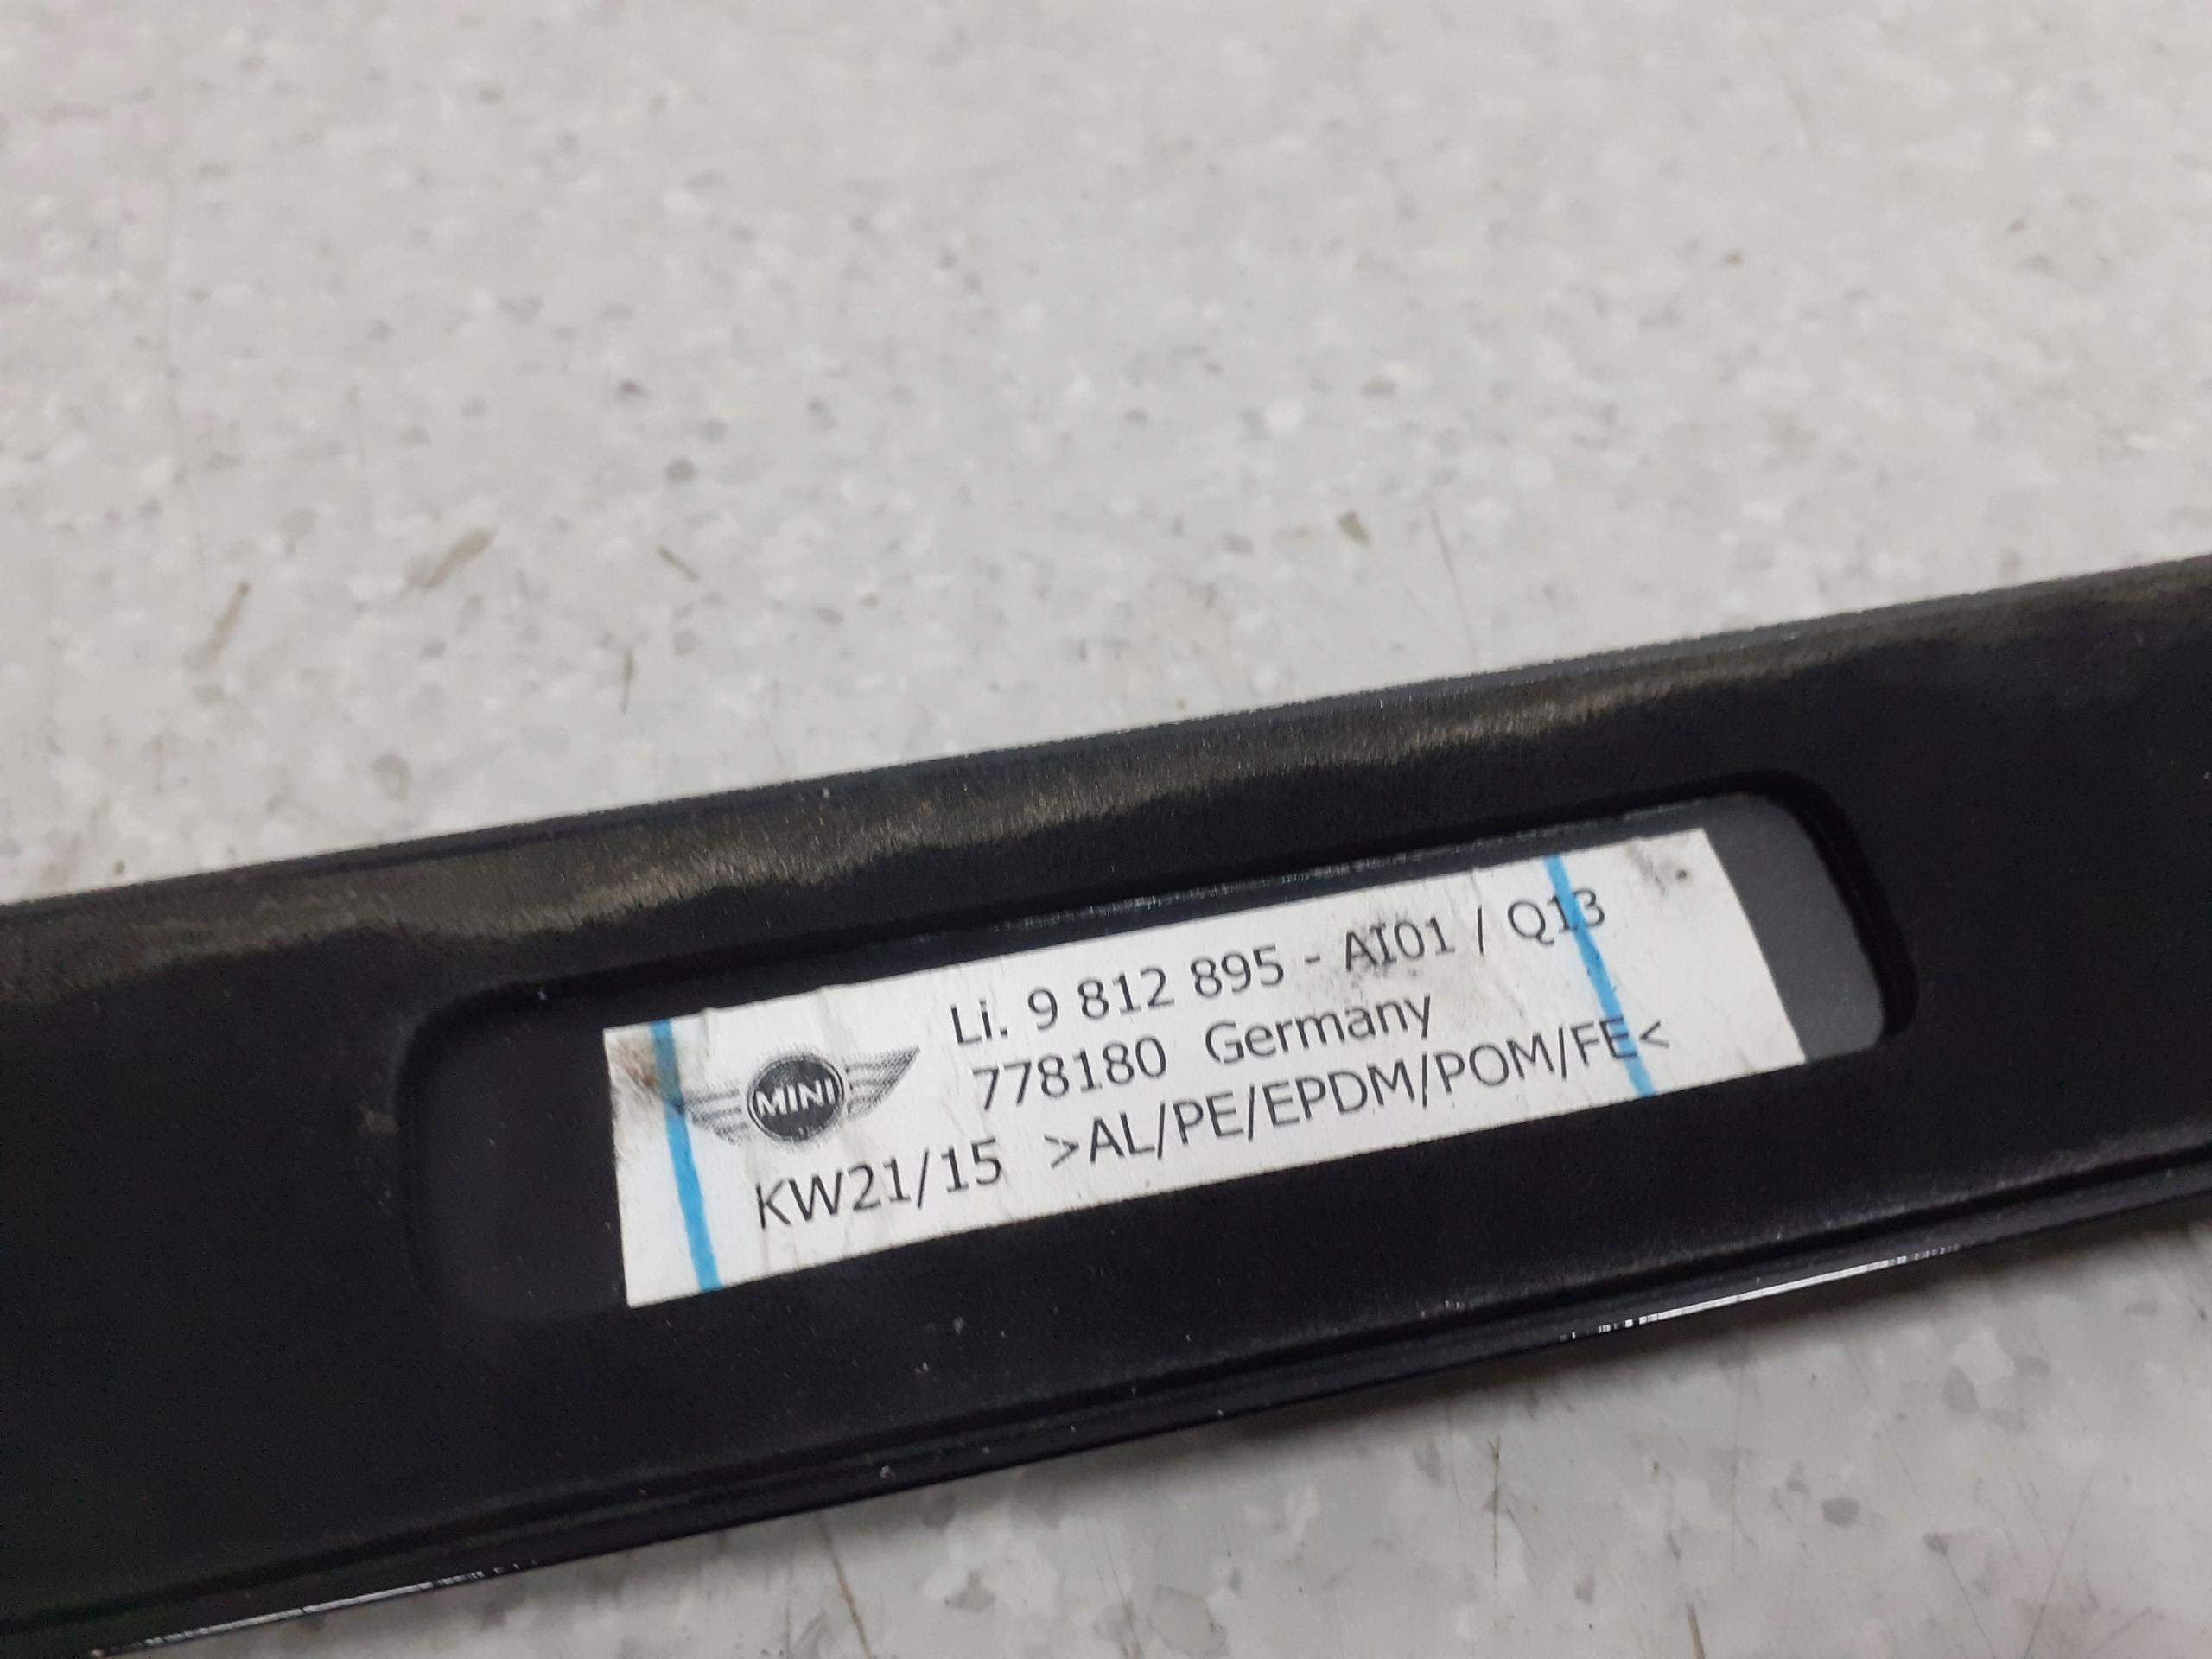 Li. 9 812 895 - AI01 / Q13
778180 Germany
MINI
KW21/15 >AL/PE/EPDM/POM/FE<